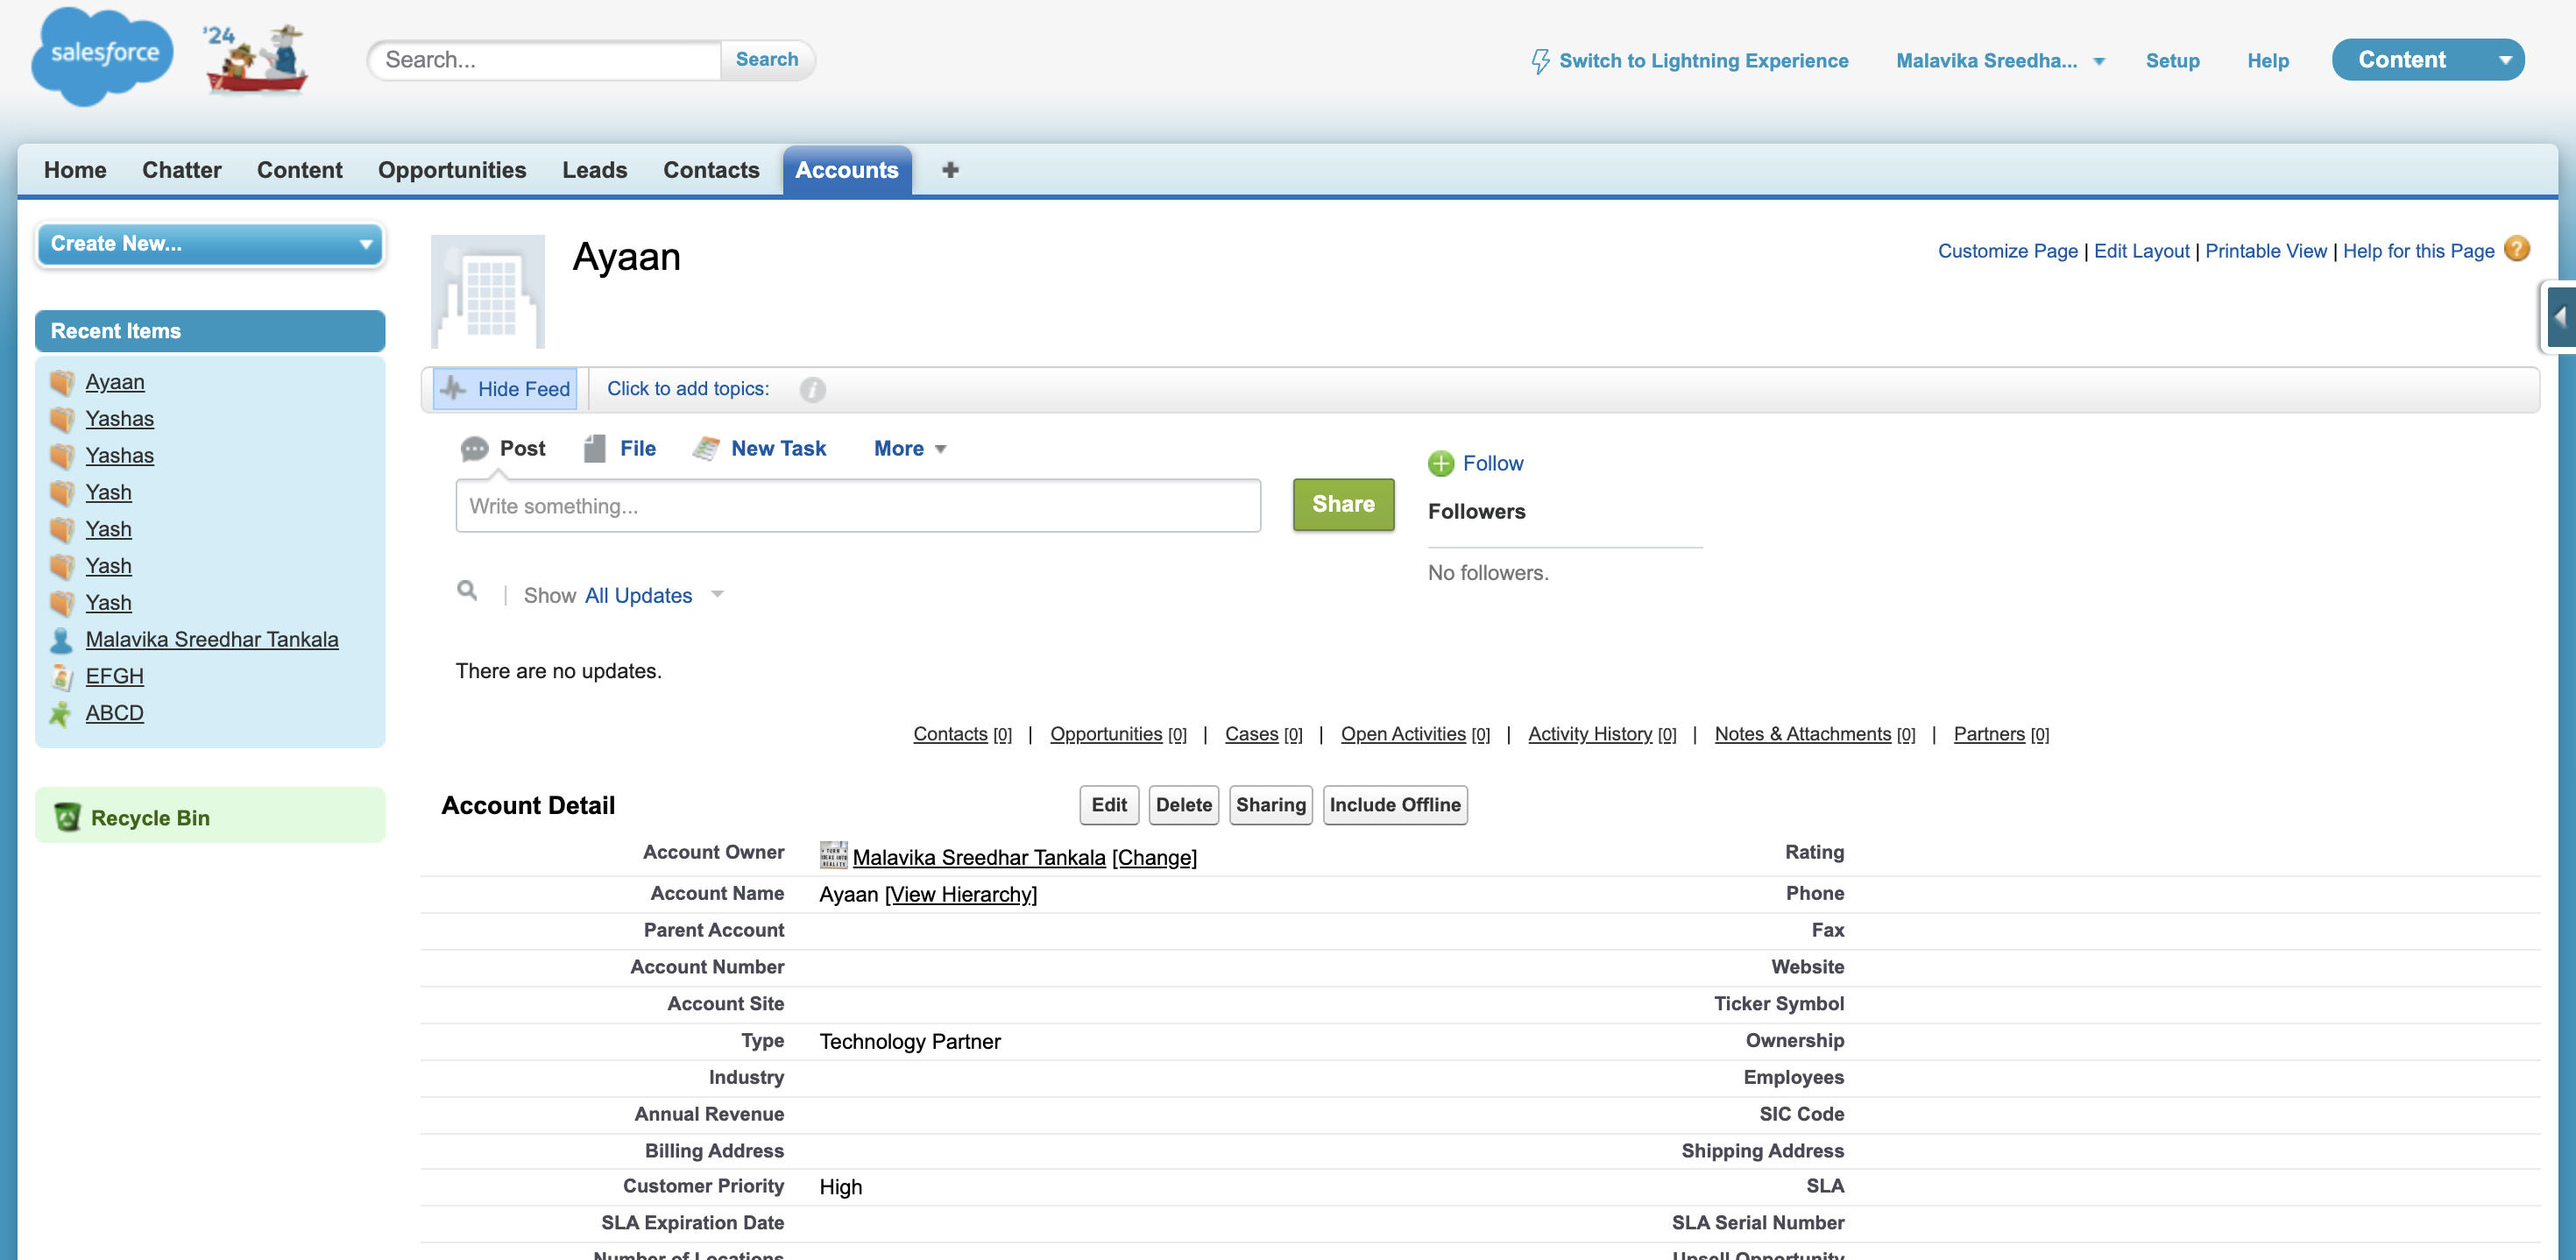 salesforce
'24
Search...
Search
Switch to Lightning Experience
Malavika Sreedha...
Setup
Help
Content
Home
Chatter
Content
Opportunities
Leads
Contacts
Accounts
Create New...
Recent Items
Ayaan
Yashas
Yashas
Yash
Yash
Yash
Yash
Malavika Sreedhar Tankala
EFGH
ABCD
Recycle Bin
Ayaan
Customize Page | Edit Layout | Printable View | Help for this Page ?
Hide Feed
Click to add topics:
Post
File
New Task
More
Write something...
Share
Follow
Followers
No followers.
Show All Updates
There are no updates.
Contacts [0] | Opportunities [0] | Cases [0] | Open Activities [0] | Activity History [0] | Notes & Attachments [0] | Partners [0]
Account Detail
Edit
Delete
Sharing
Include Offline
Account Owner Malavika Sreedhar Tankala [Change] Rating
Account Name Ayaan [View Hierarchy] Phone
Parent Account Fax
Account Number Website
Account Site Ticker Symbol
Type Technology Partner Ownership
Industry Employees
Annual Revenue SIC Code
Billing Address Shipping Address
Customer Priority High SLA
SLA Expiration Date SLA Serial Number
Number of Locations Upsell Opportunity